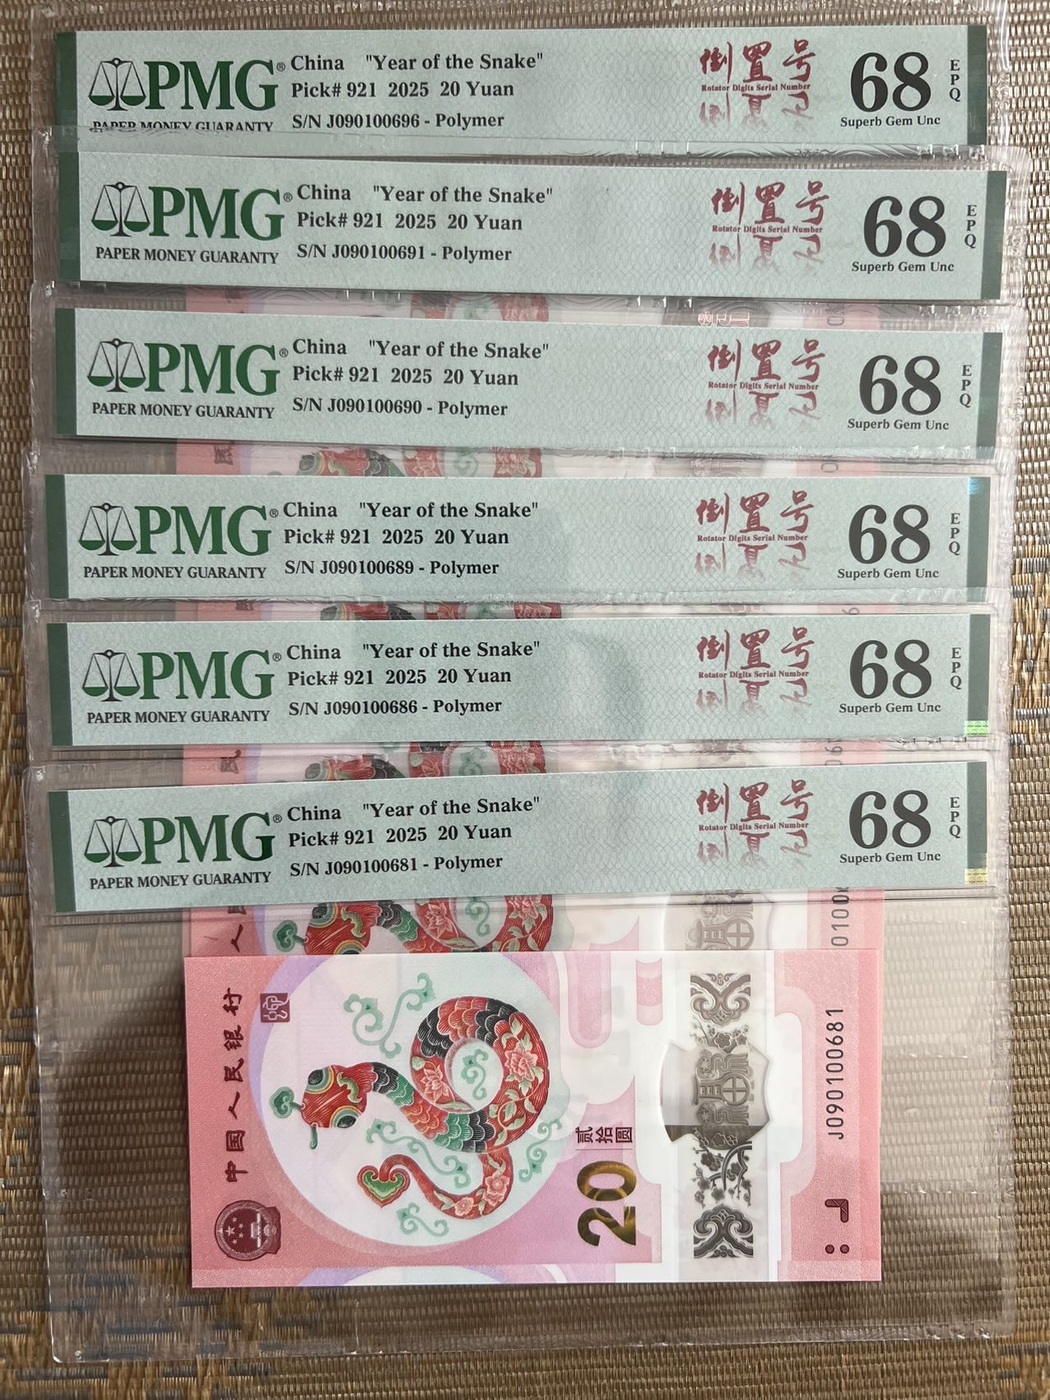 PMG®
PAPER MONEY GUARANTY
China "Year of the Snake"
Pick# 921 2025 20 Yuan
S/N J090100696 - Polymer
倒置号
Rotator Digits Serial Number
68
EPQ
Superb Gem Unc
PMG®
PAPER MONEY GUARANTY
China "Year of the Snake"
Pick# 921 2025 20 Yuan
S/N J090100691 - Polymer
倒置号
Rotator Digits Serial Number
68
EPQ
Superb Gem Unc
PMG®
PAPER MONEY GUARANTY
China "Year of the Snake"
Pick# 921 2025 20 Yuan
S/N J090100690 - Polymer
倒置号
Rotator Digits Serial Number
68
EPQ
Superb Gem Unc
PMG®
PAPER MONEY GUARANTY
China "Year of the Snake"
Pick# 921 2025 20 Yuan
S/N J090100689 - Polymer
倒置号
Rotator Digits Serial Number
68
EPQ
Superb Gem Unc
PMG®
PAPER MONEY GUARANTY
China "Year of the Snake"
Pick# 921 2025 20 Yuan
S/N J090100686 - Polymer
倒置号
Rotator Digits Serial Number
68
EPQ
Superb Gem Unc
PMG®
PAPER MONEY GUARANTY
China "Year of the Snake"
Pick# 921 2025 20 Yuan
S/N J090100681 - Polymer
倒置号
Rotator Digits Serial Number
68
EPQ
Superb Gem Unc
中国人民银行
20
贰拾圆
J090100681